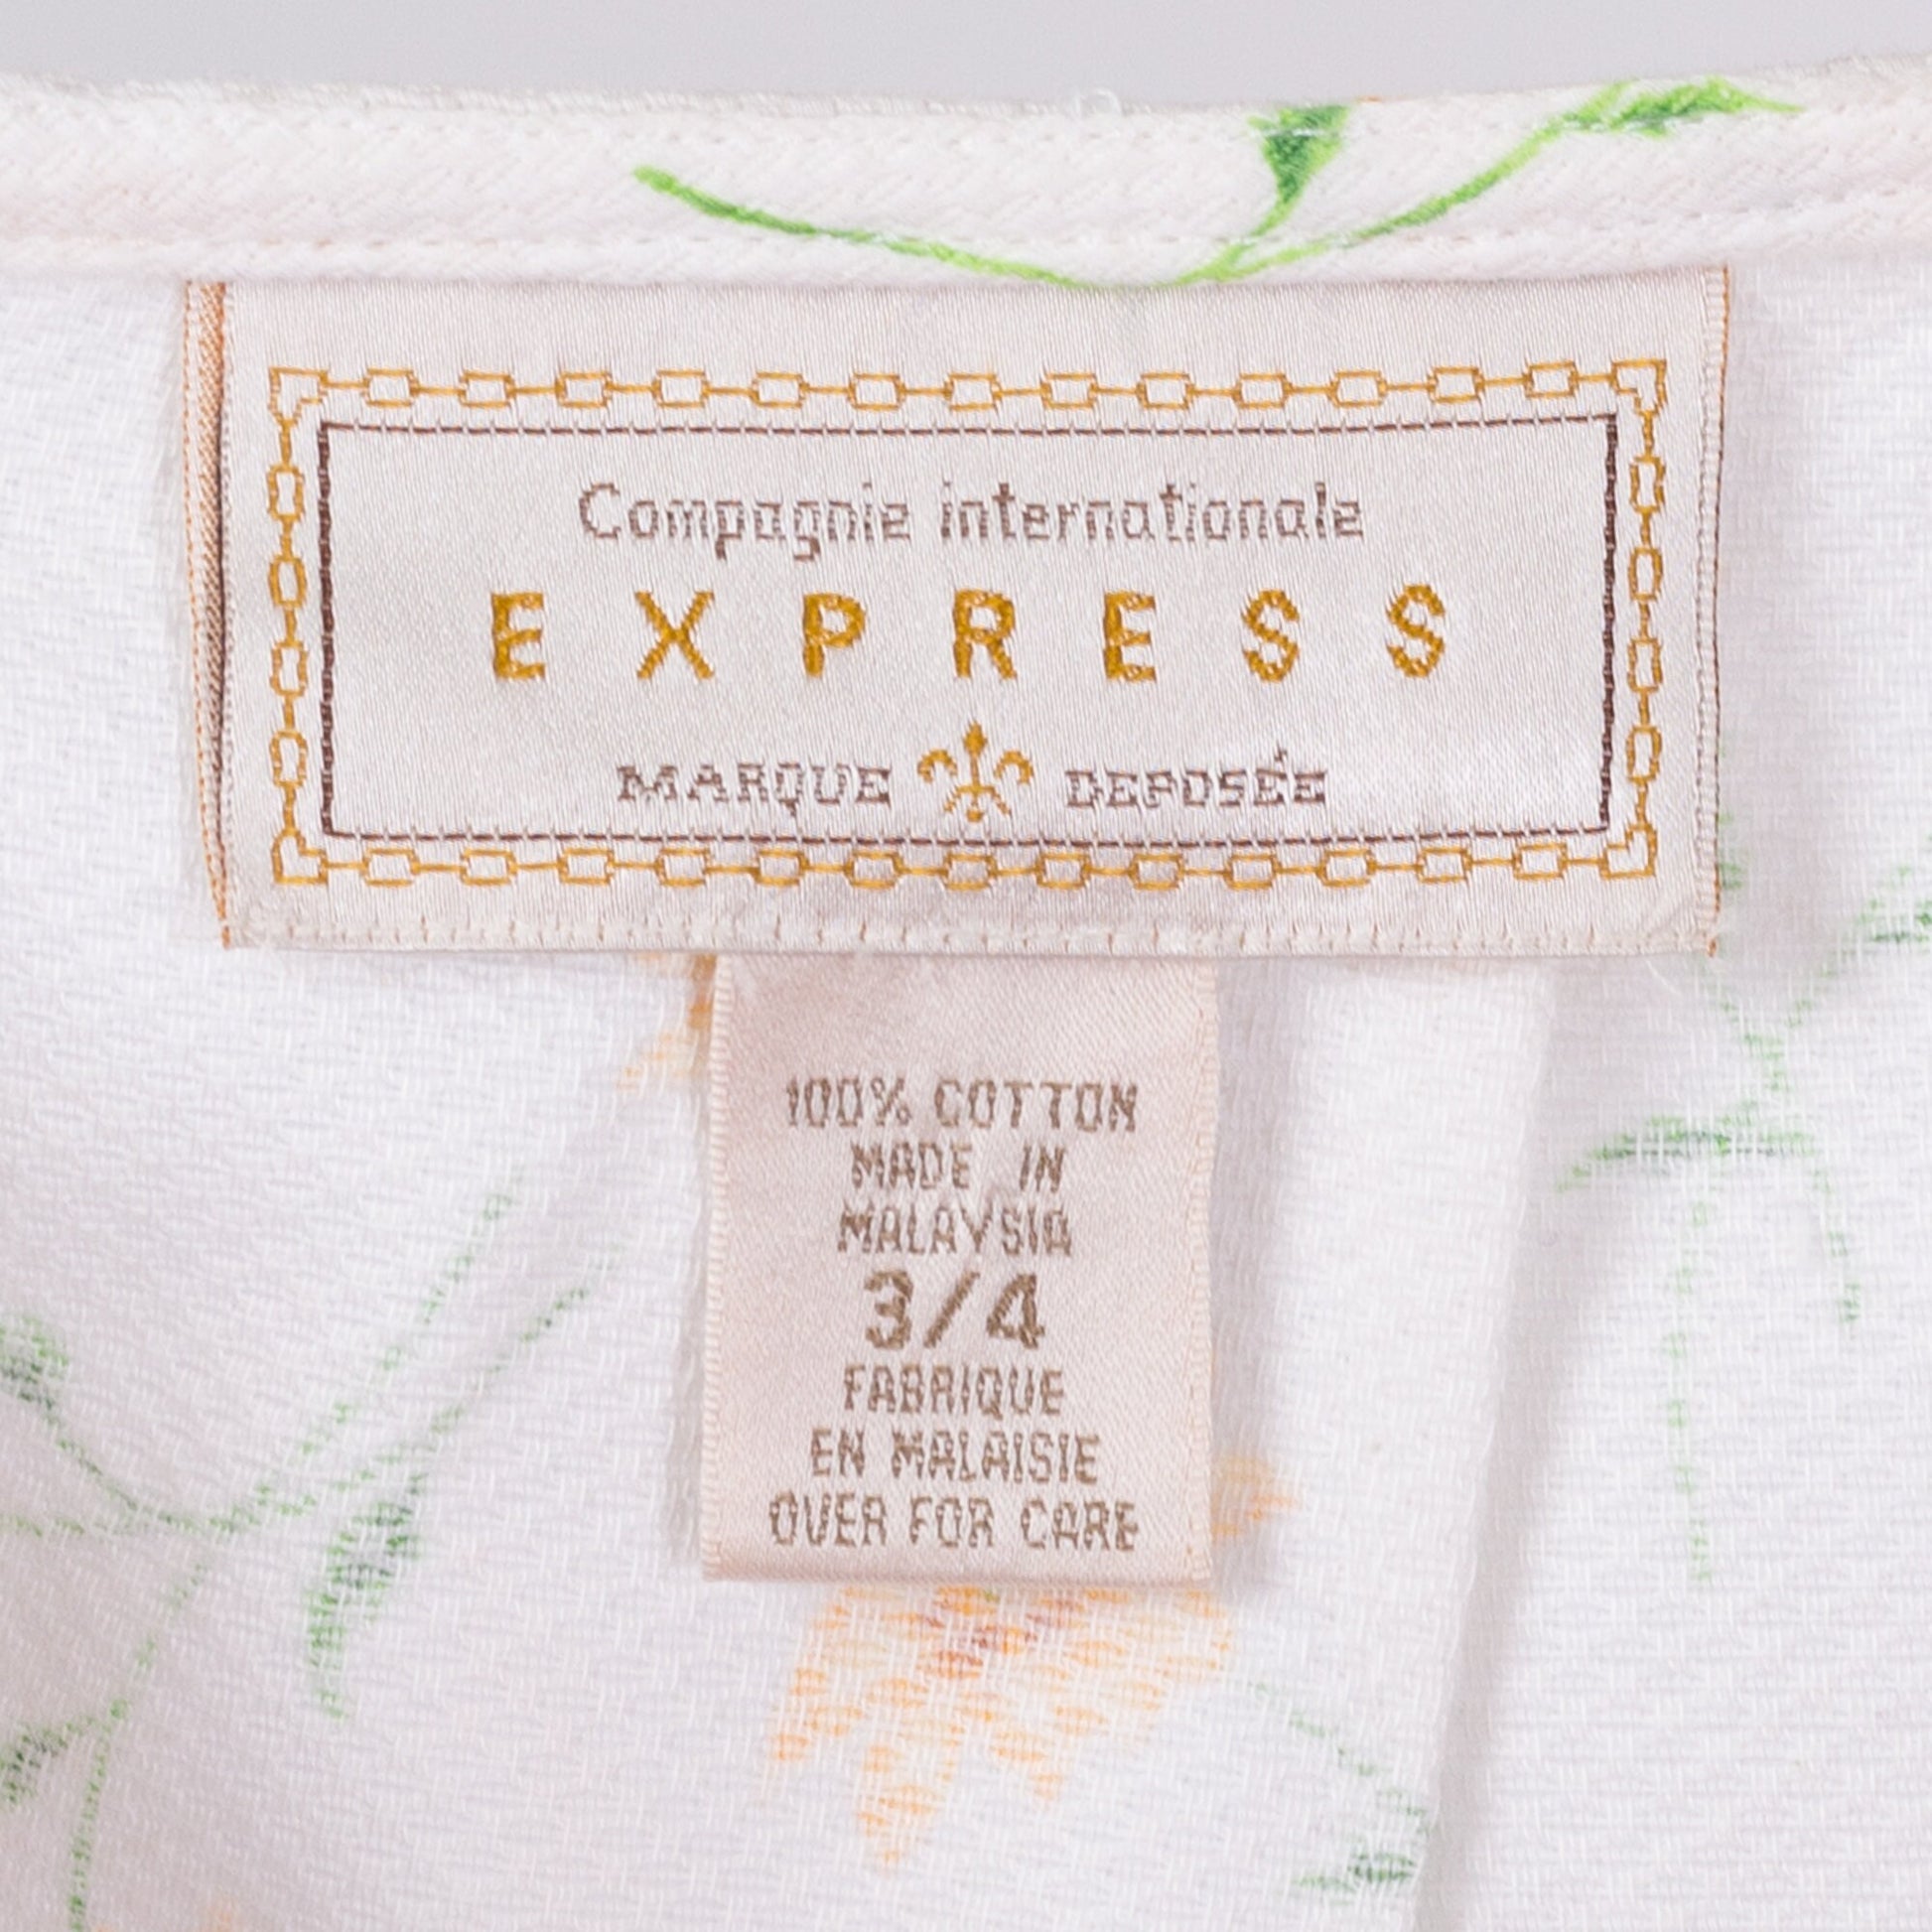 Compagnie internationale
EXPRESS
MARQUE DEPOSÉE
100% COTTON
MADE IN
MALAYSIA
3/4
FABRIQUE
EN MALAISIE
OVER FOR CARE